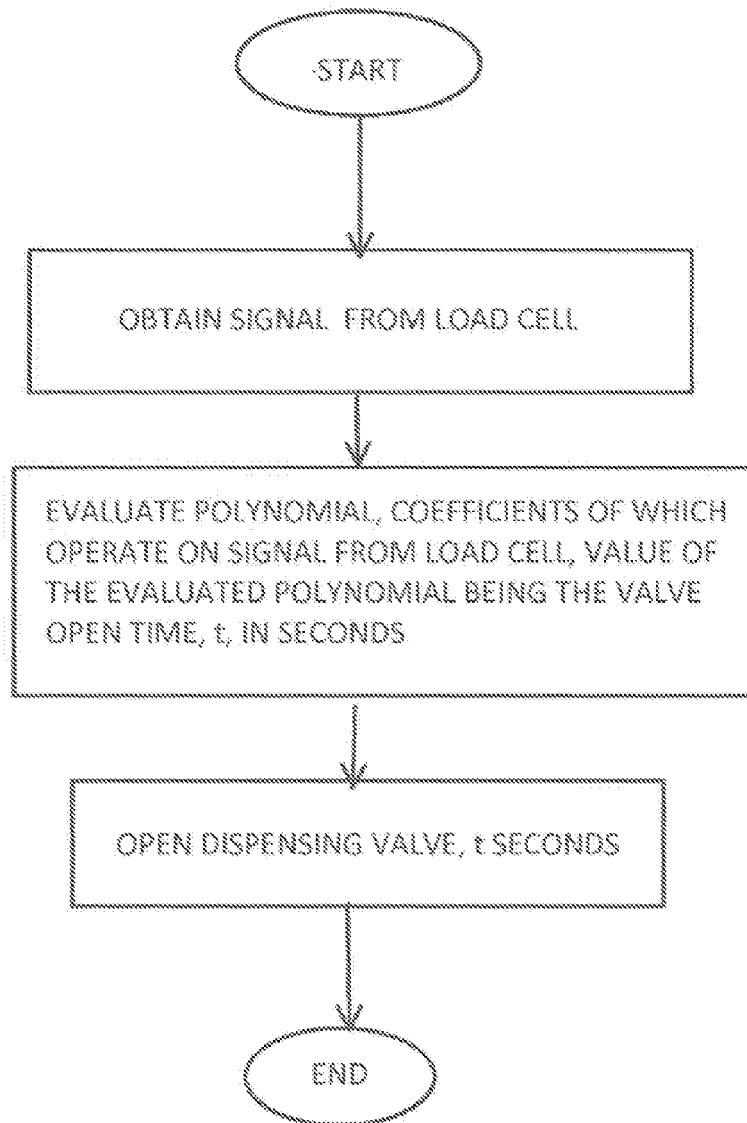 START
OBTAIN SIGNAL FROM LOAD CELL
EVALUATE POLYNOMIAL, COEFFICIENTS OF WHICH
OPERATE ON SIGNAL FROM LOAD CELL, VALUE OF
THE EVALUATED POLYNOMIAL BEING THE VALVE
OPEN TIME, t, IN SECONDS
OPEN DISPENSING VALVE, t SECONDS
END